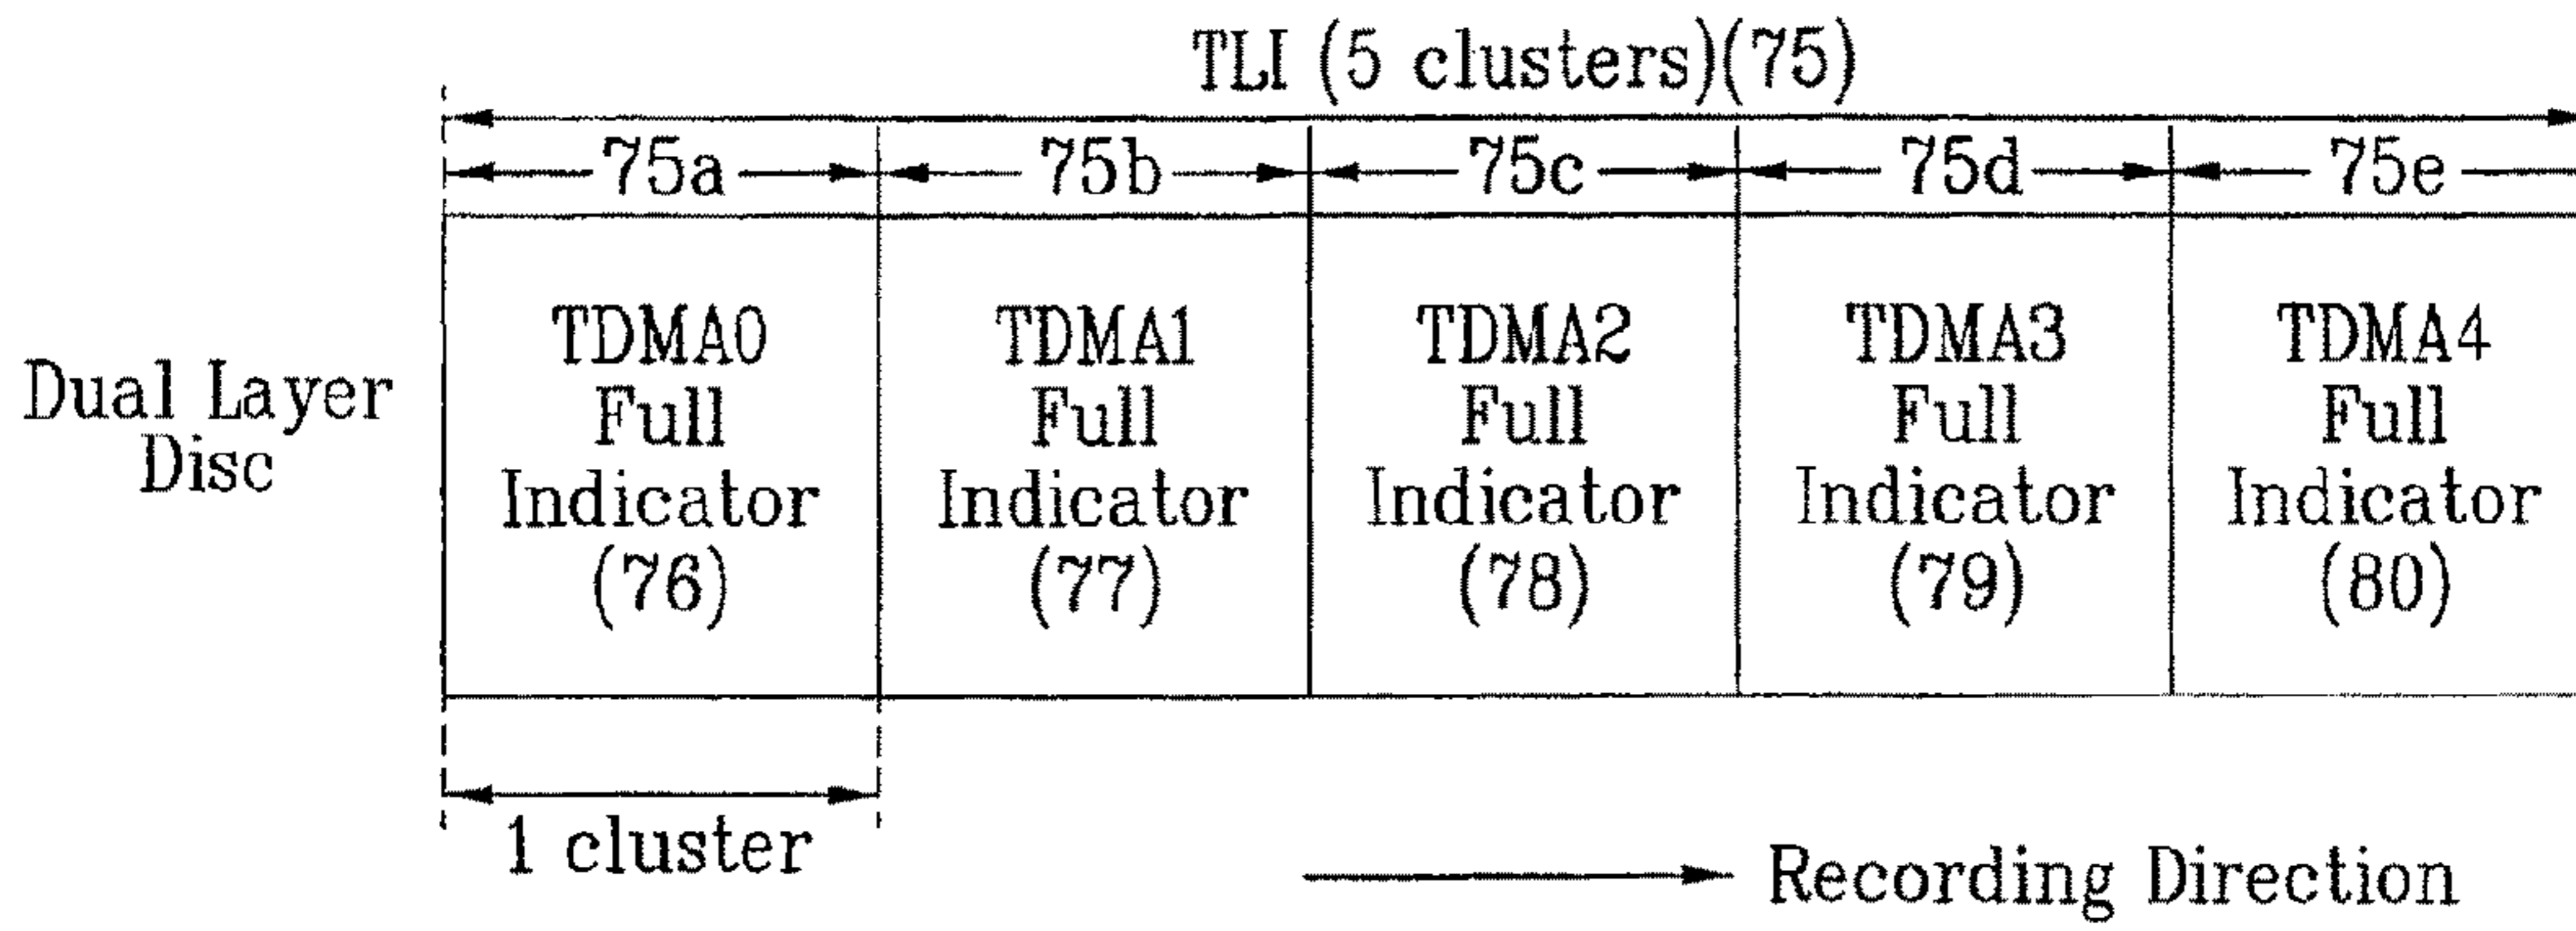 TLI (5 clusters)(75)
75a 75b 75c 75d 75e
Dual Layer
Disc
TDMA0
Full
Indicator
(76)
TDMA1
Full
Indicator
(77)
TDMA2
Full
Indicator
(78)
TDMA3
Full
Indicator
(79)
TDMA4
Full
Indicator
(80)
1 cluster
Recording Direction